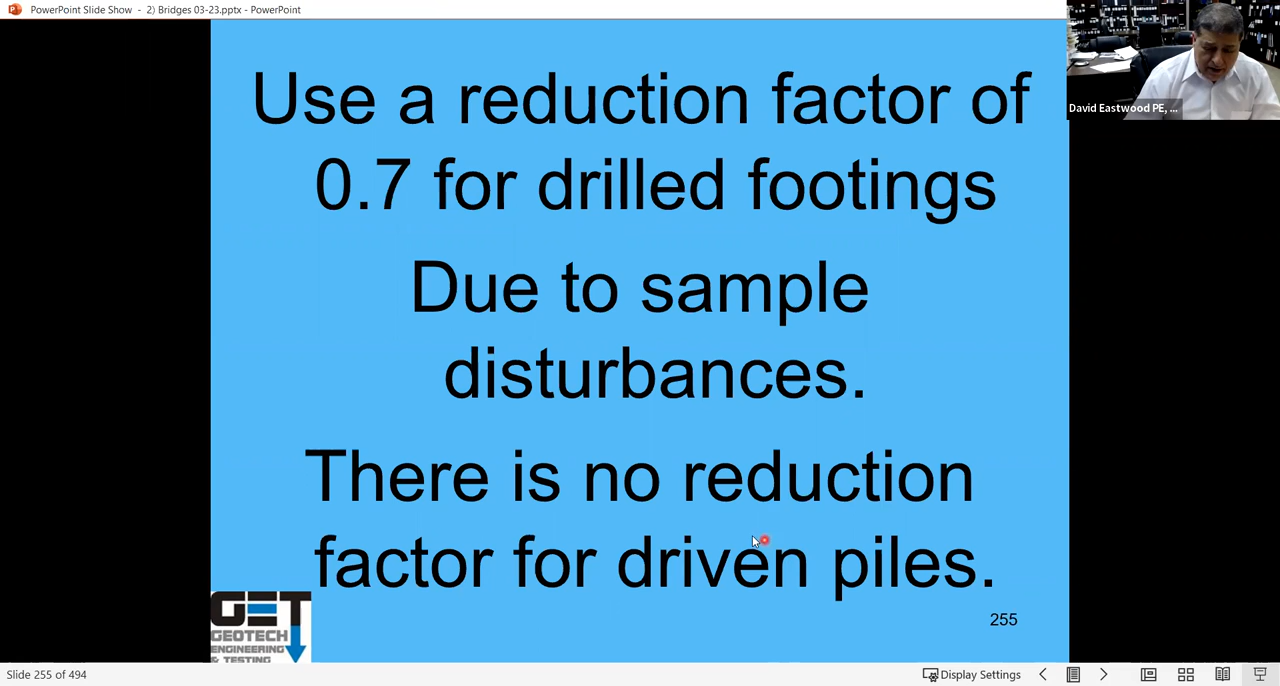 PowerPoint Slide Show - 2) Bridges 03-23.pptx - PowerPoint
David Eastwood PE, ...
Use a reduction factor of
0.7 for drilled footings
Due to sample
disturbances.
There is no reduction
factor for driven piles.
255
GET
GEOTECH
ENGINEERING
& TESTING
Slide 255 of 494
Display Settings